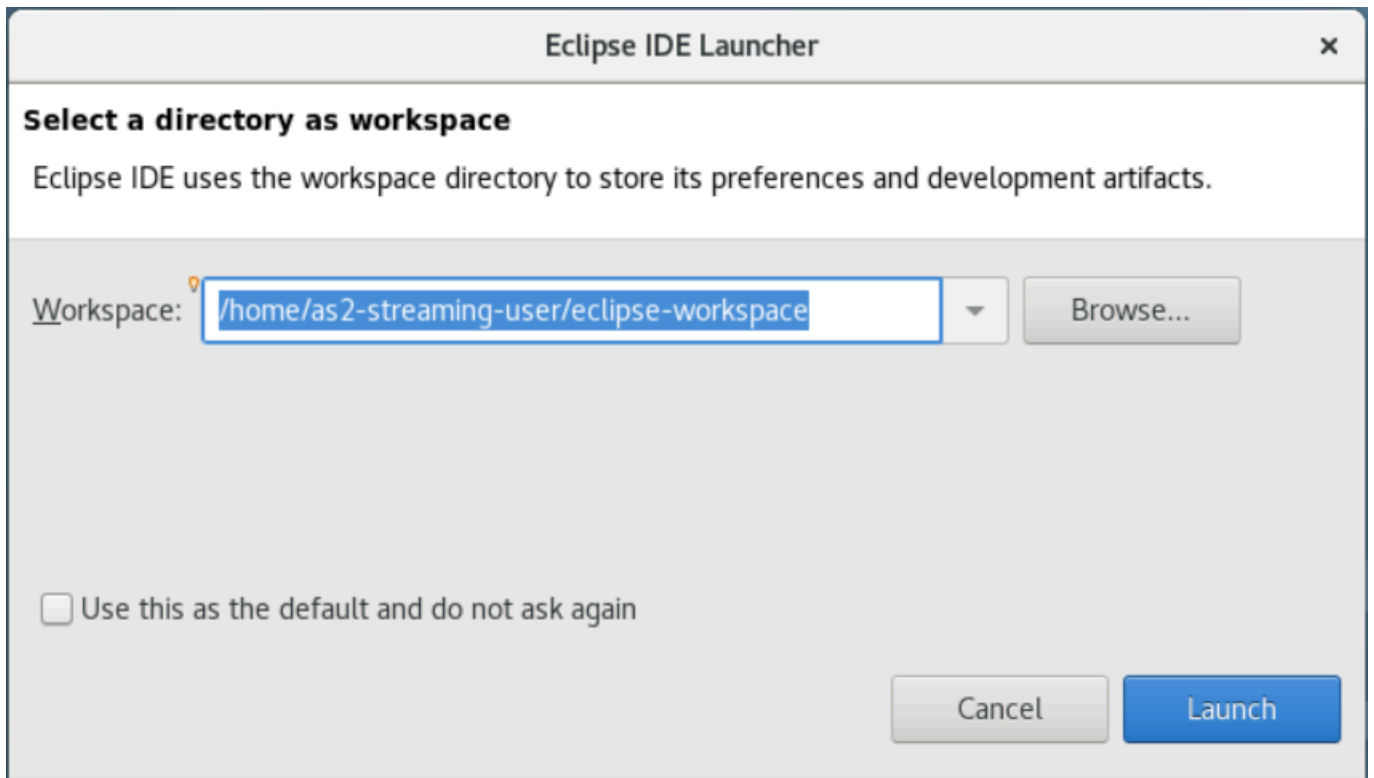 Eclipse IDE Launcher
Select a directory as workspace
Eclipse IDE uses the workspace directory to store its preferences and development artifacts.
Workspace: /home/as2-streaming-user/eclipse-workspace Browse...
Use this as the default and do not ask again
Cancel Launch